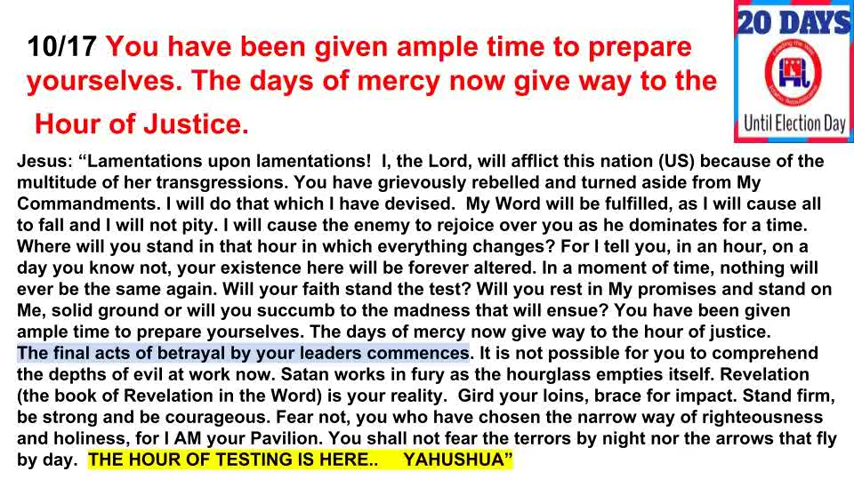 20 DAYS
Until Election Day
10/17 You have been given ample time to prepare
yourselves. The days of mercy now give way to the
Hour of Justice.
Jesus: “Lamentations upon lamentations!  I, the Lord, will afflict this nation (US) because of the
multitude of her transgressions. You have grievously rebelled and turned aside from My
Commandments. I will do that which I have devised.  My Word will be fulfilled, as I will cause all
to fall and I will not pity. I will cause the enemy to rejoice over you as he dominates for a time.
Where will you stand in that hour in which everything changes? For I tell you, in an hour, on a
day you know not, your existence here will be forever altered. In a moment of time, nothing will
ever be the same again. Will your faith stand the test? Will you rest in My promises and stand on
Me, solid ground or will you succumb to the madness that will ensue? You have been given
ample time to prepare yourselves. The days of mercy now give way to the hour of justice.
The final acts of betrayal by your leaders commences. It is not possible for you to comprehend
the depths of evil at work now. Satan works in fury as the hourglass empties itself. Revelation
(the book of Revelation in the Word) is your reality.  Gird your loins, brace for impact. Stand firm,
be strong and be courageous. Fear not, you who have chosen the narrow way of righteousness
and holiness, for I AM your Pavilion. You shall not fear the terrors by night nor the arrows that fly
by day.  THE HOUR OF TESTING IS HERE..    YAHUSHUA”